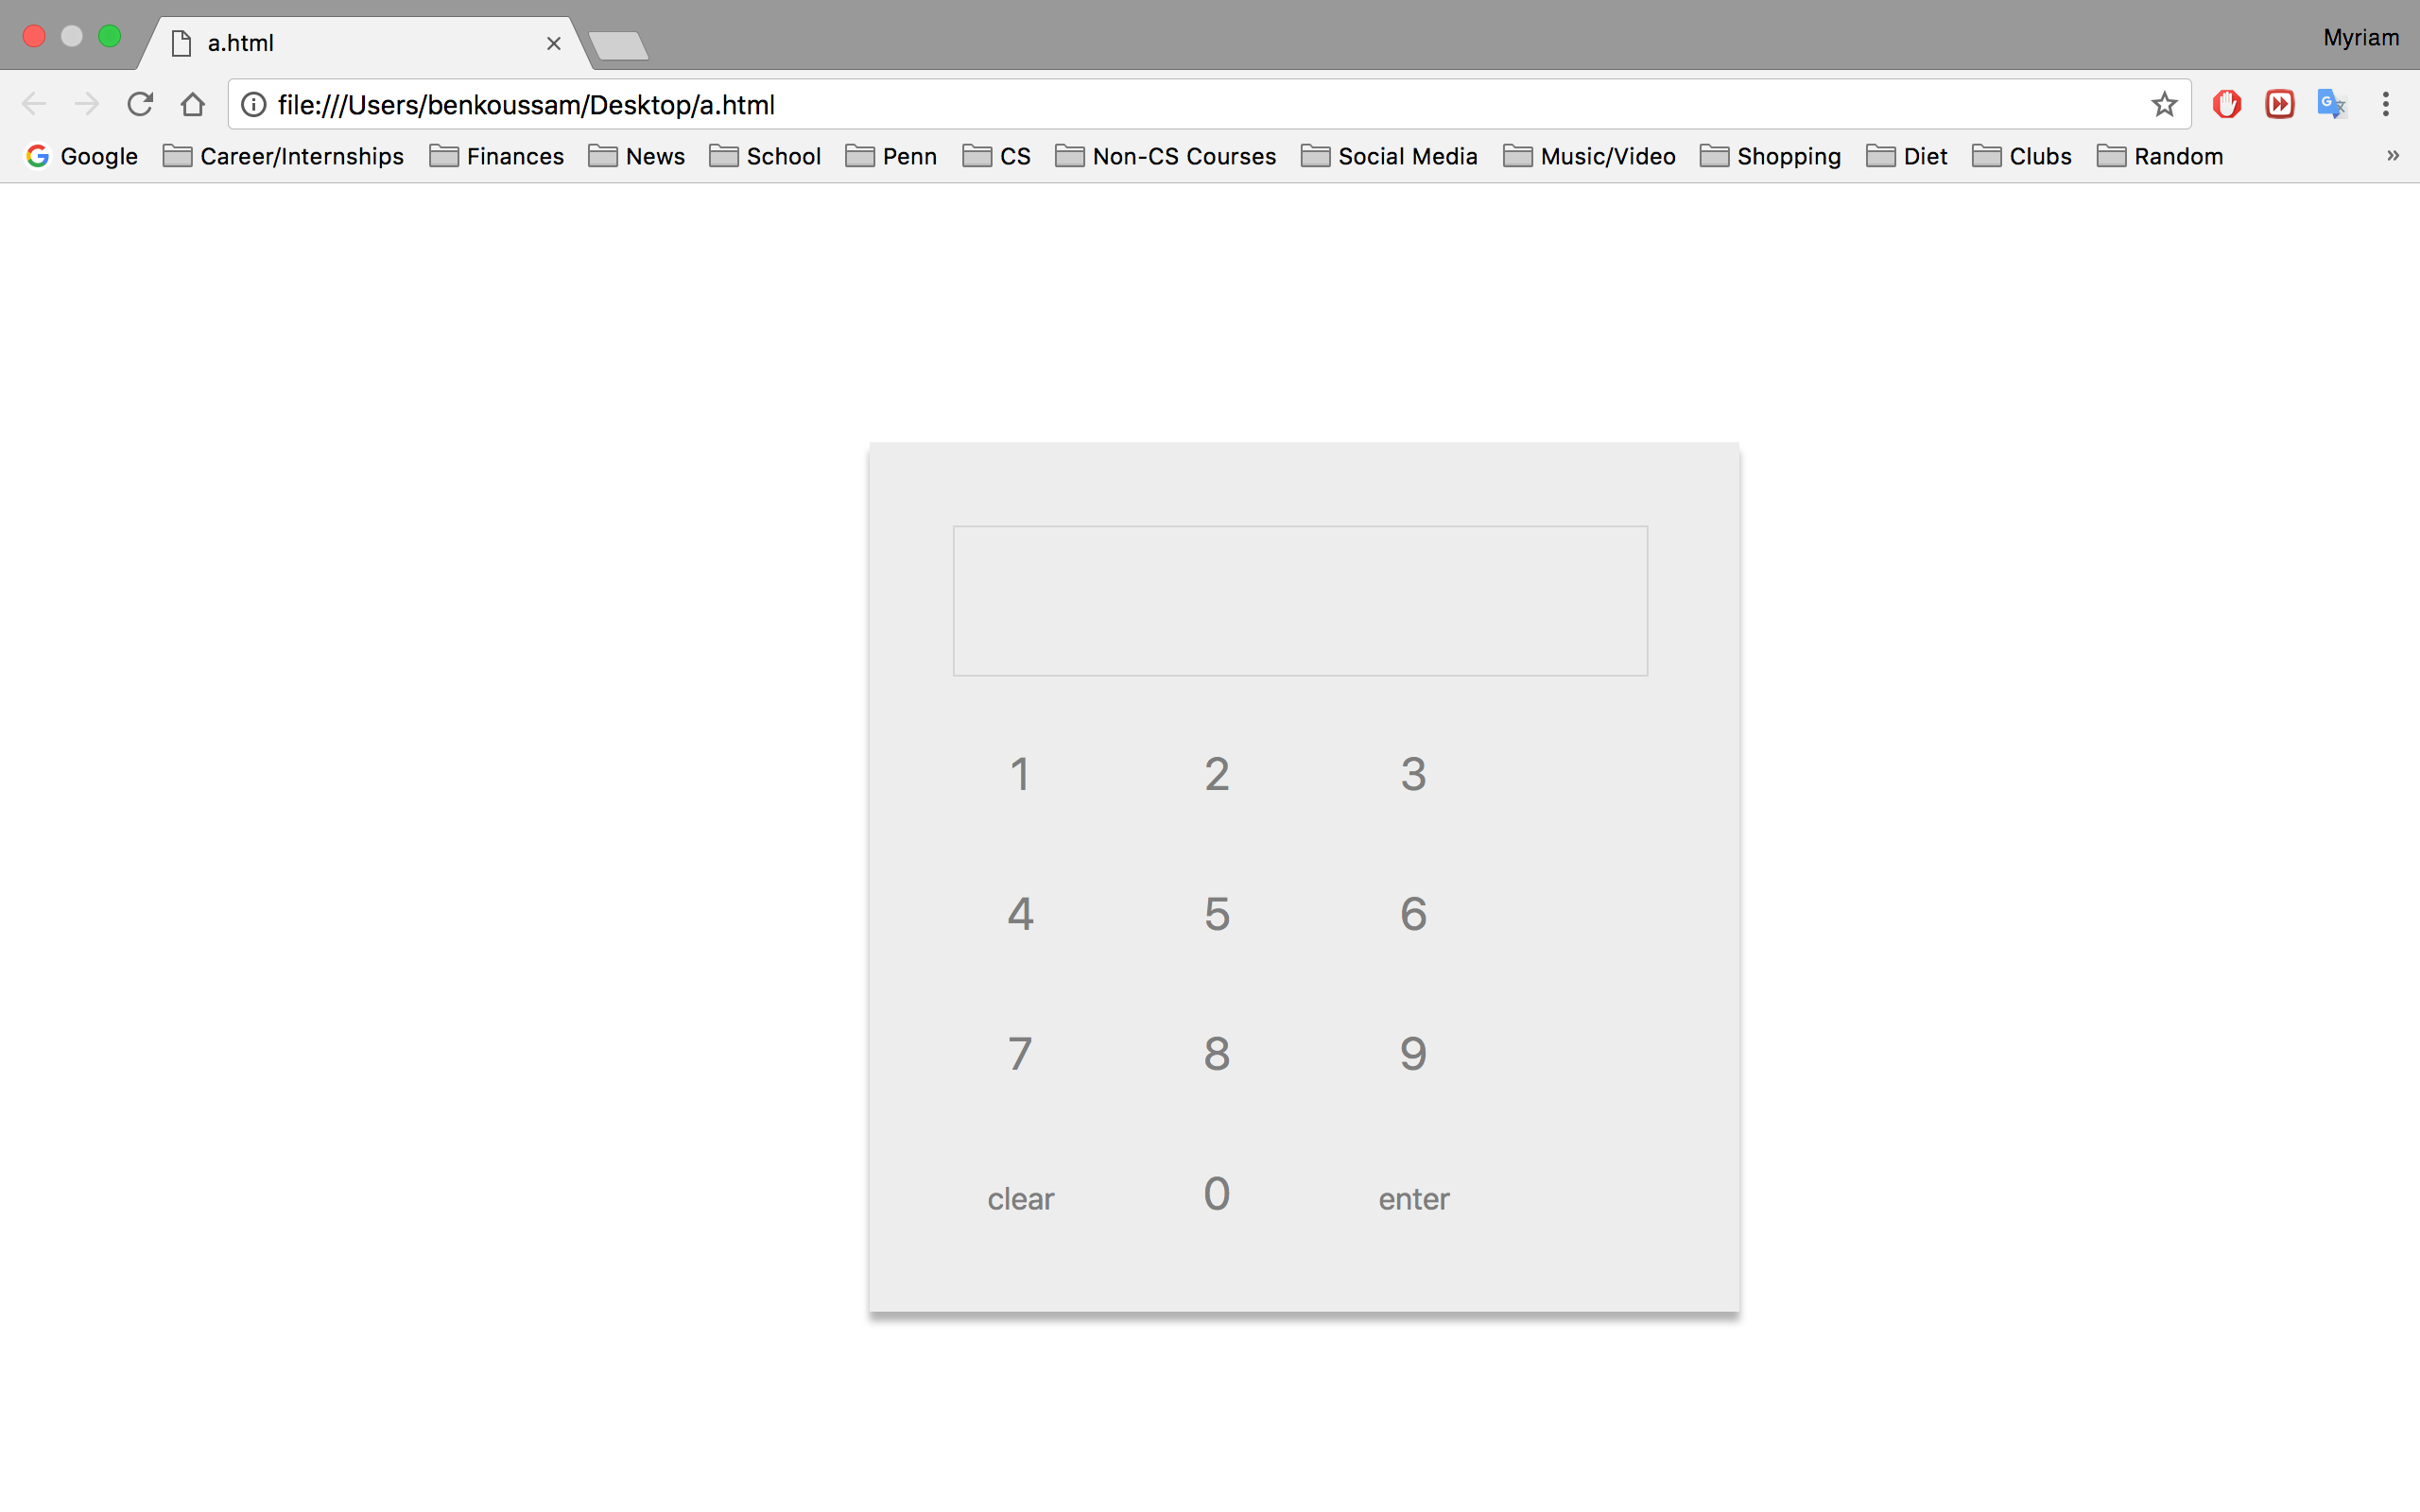 a.html
Myriam
file:///Users/benkoussam/Desktop/a.html
Google Career/Internships Finances News School Penn CS Non-CS Courses Social Media Music/Video Shopping Diet Clubs Random »
1 2 3
4 5 6
7 8 9
clear 0 enter